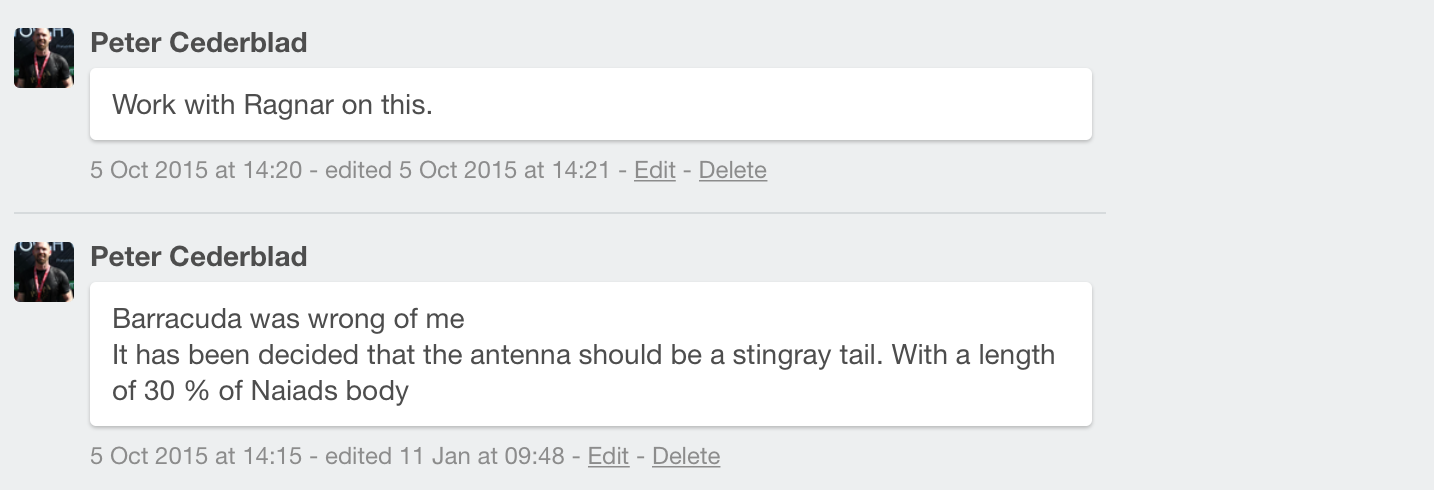 Peter Cederblad
Work with Ragnar on this.
5 Oct 2015 at 14:20 - edited 5 Oct 2015 at 14:21 - Edit - Delete
Peter Cederblad
Barracuda was wrong of me
It has been decided that the antenna should be a stingray tail. With a length
of 30 % of Naiads body
5 Oct 2015 at 14:15 - edited 11 Jan at 09:48 - Edit - Delete